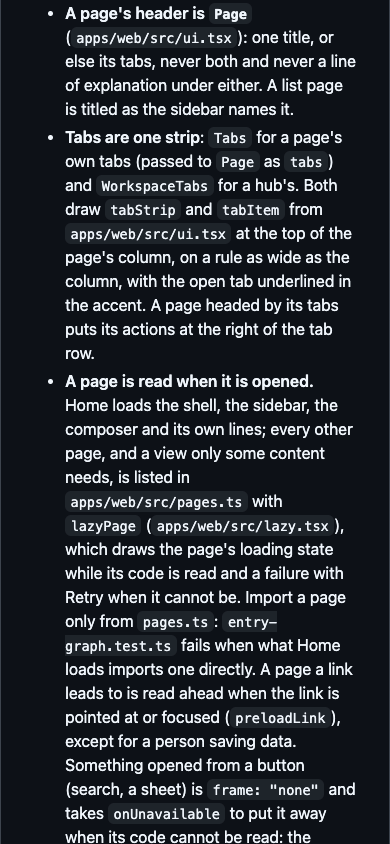 • A page's header is Page
(apps/web/src/ui.tsx): one title, or
else its tabs, never both and never a line
of explanation under either. A list page
is titled as the sidebar names it.
• Tabs are one strip: Tabs for a page's
own tabs (passed to Page as tabs)
and WorkspaceTabs for a hub's. Both
draw tabStrip and tabItem from
apps/web/src/ui.tsx at the top of the
page's column, on a rule as wide as the
column, with the open tab underlined in
the accent. A page headed by its tabs
puts its actions at the right of the tab
row.
• A page is read when it is opened.
Home loads the shell, the sidebar, the
composer and its own lines; every other
page, and a view only some content
needs, is listed in
apps/web/src/pages.ts with
lazyPage (apps/web/src/lazy.tsx),
which draws the page's loading state
while its code is read and a failure with
Retry when it cannot be. Import a page
only from pages.ts: entry-
graph.test.ts fails when what Home
loads imports one directly. A page a link
leads to is read ahead when the link is
pointed at or focused (preloadLink),
except for a person saving data.
Something opened from a button
(search, a sheet) is frame: "none" and
takes onUnavailable to put it away
when its code cannot be read: the